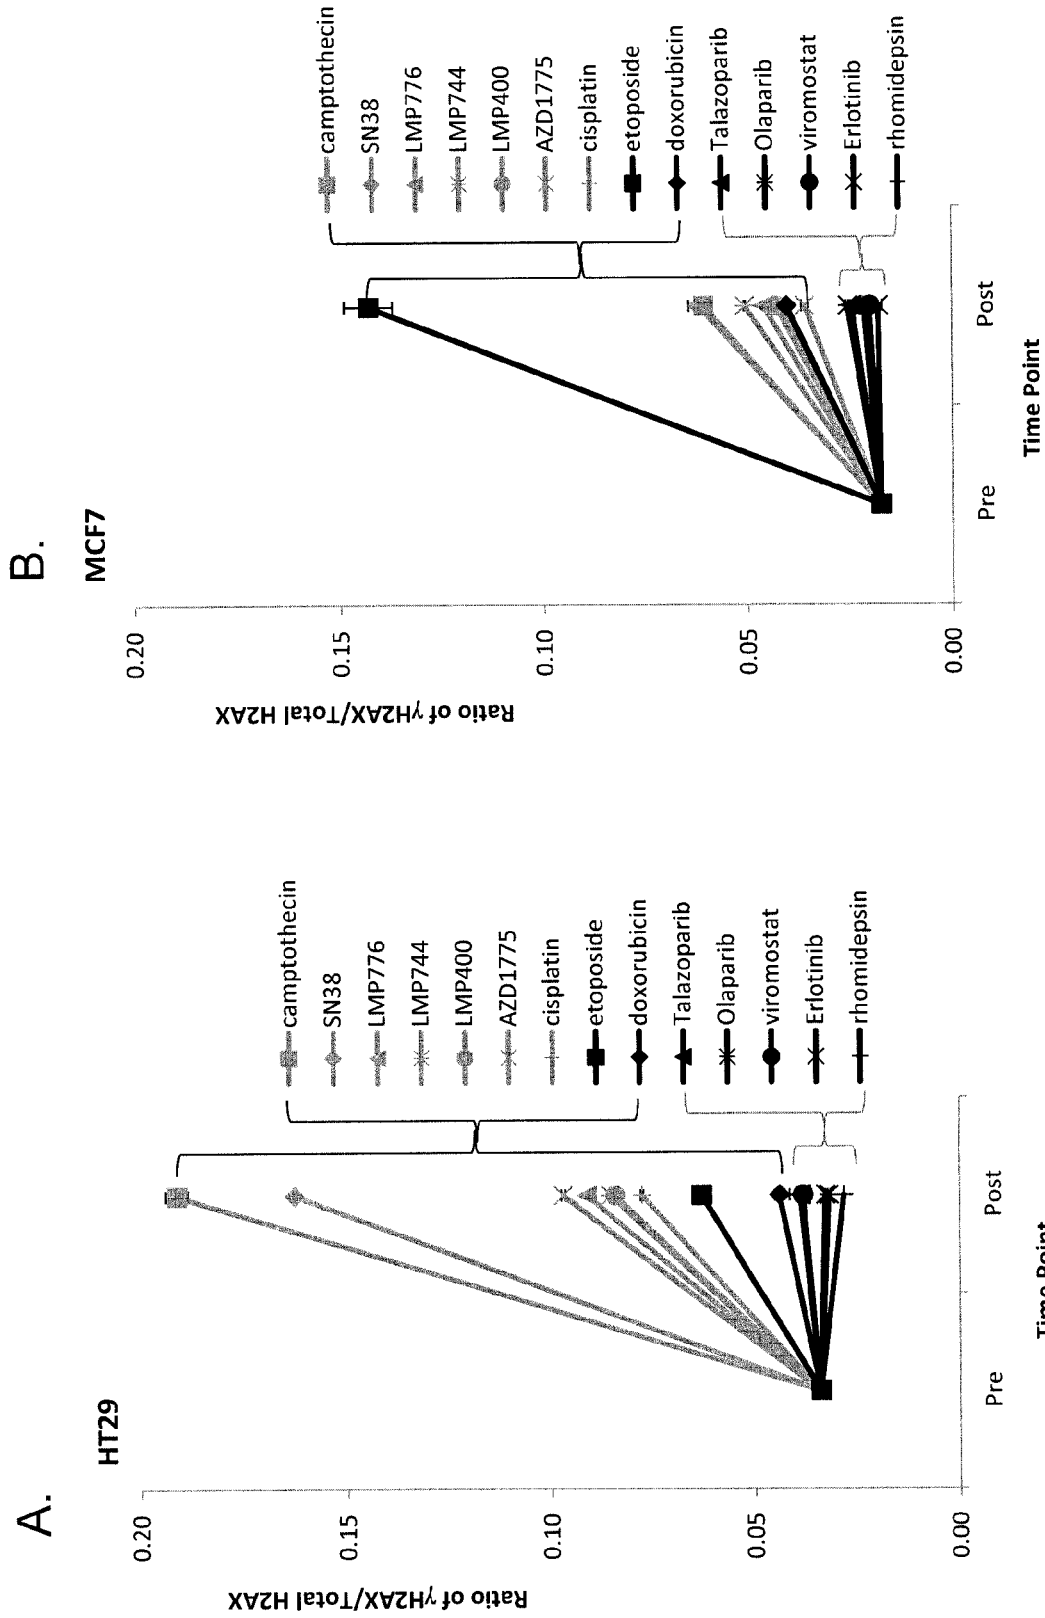 A.
HT29
Ratio of γH2AX/Total H2AX
0.20
0.15
0.10
0.05
0.00
Pre
Post
Time Point
camptothecin
SN38
LMP776
LMP744
LMP400
AZD1775
cisplatin
etoposide
doxorubicin
Talazoparib
Olaparib
viromostat
Erlotinib
rhomidepsin
B.
MCF7
Ratio of γH2AX/Total H2AX
0.20
0.15
0.10
0.05
0.00
Pre
Post
Time Point
camptothecin
SN38
LMP776
LMP744
LMP400
AZD1775
cisplatin
etoposide
doxorubicin
Talazoparib
Olaparib
viromostat
Erlotinib
rhomidepsin